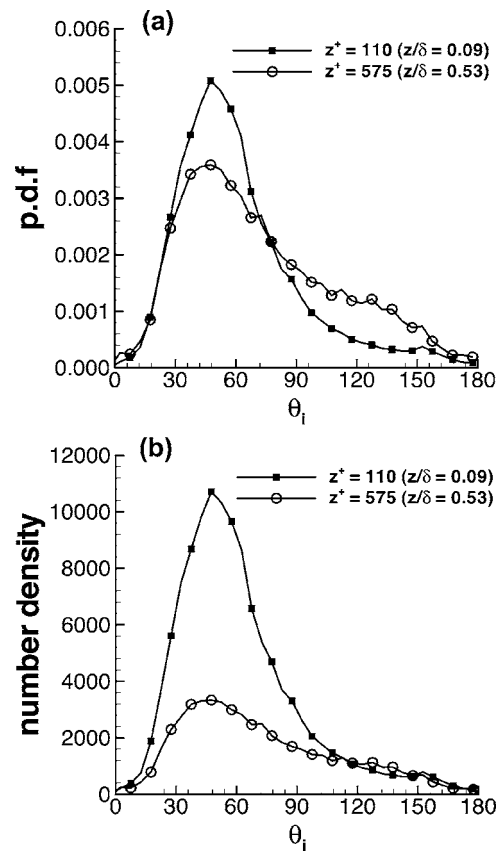 (a)
z+ = 110 (z/δ = 0.09)
z+ = 575 (z/δ = 0.53)
0.006
0.005
0.004
0.003
0.002
0.001
0.000
p.d.f
0 30 60 90 120 150 180
θi
(b)
z+ = 110 (z/δ = 0.09)
z+ = 575 (z/δ = 0.53)
12000
10000
8000
6000
4000
2000
0
number density
0 30 60 90 120 150 180
θi